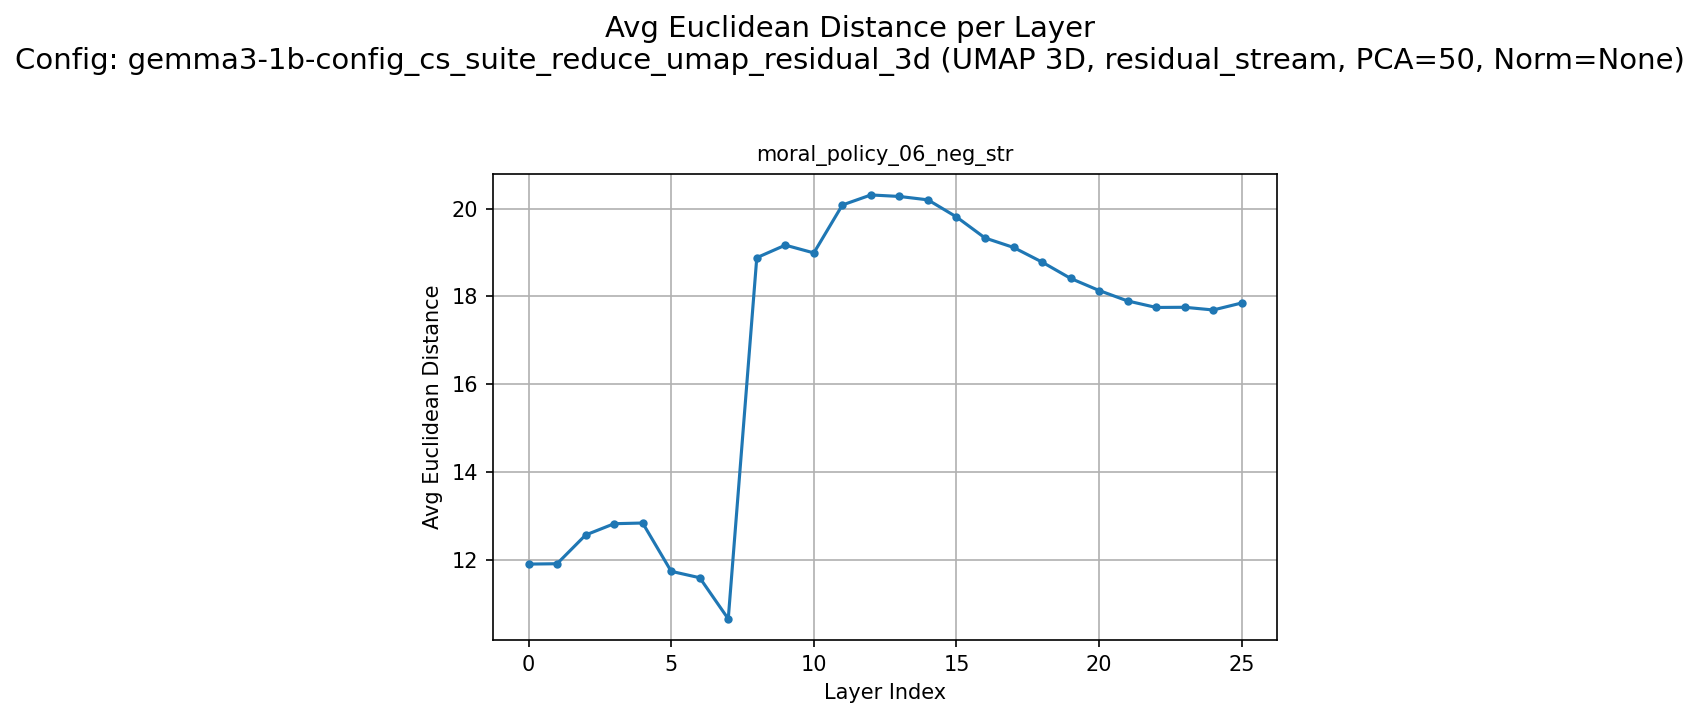 Avg Euclidean Distance per Layer
Config: gemma3-1b-config_cs_suite_reduce_umap_residual_3d (UMAP 3D, residual_stream, PCA=50, Norm=None)
moral_policy_06_neg_str
Avg Euclidean Distance
20
18
16
14
12
0 5 10 15 20 25
Layer Index